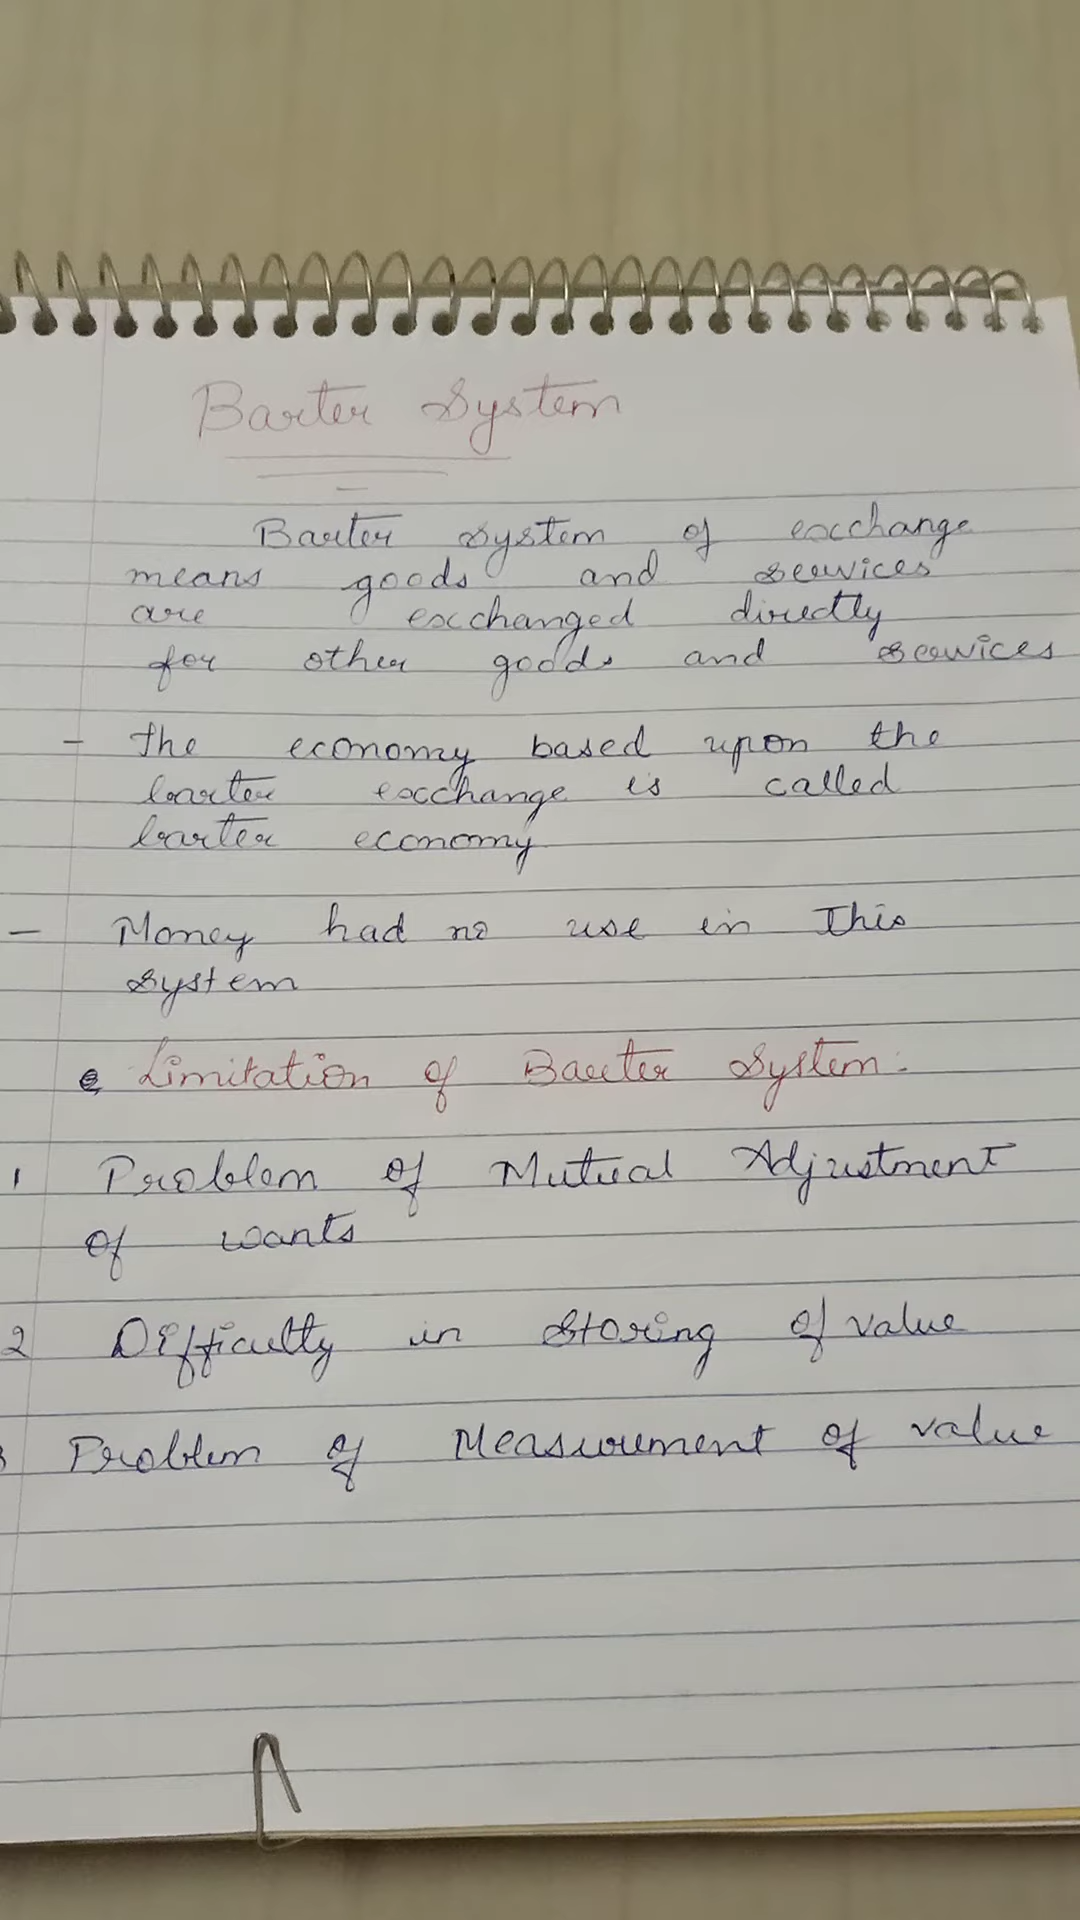 Barter System
Barter system of exchange
means goods and services
are exchanged directly
for other goods and services
- The economy based upon the
barter exchange is called
barter economy
- Money had no use in This
system
Limitation of Barter System.
1 Problem of Mutual Adjustment
of wants
2 Difficulty in storing of value
3 Problem of Measurement of value